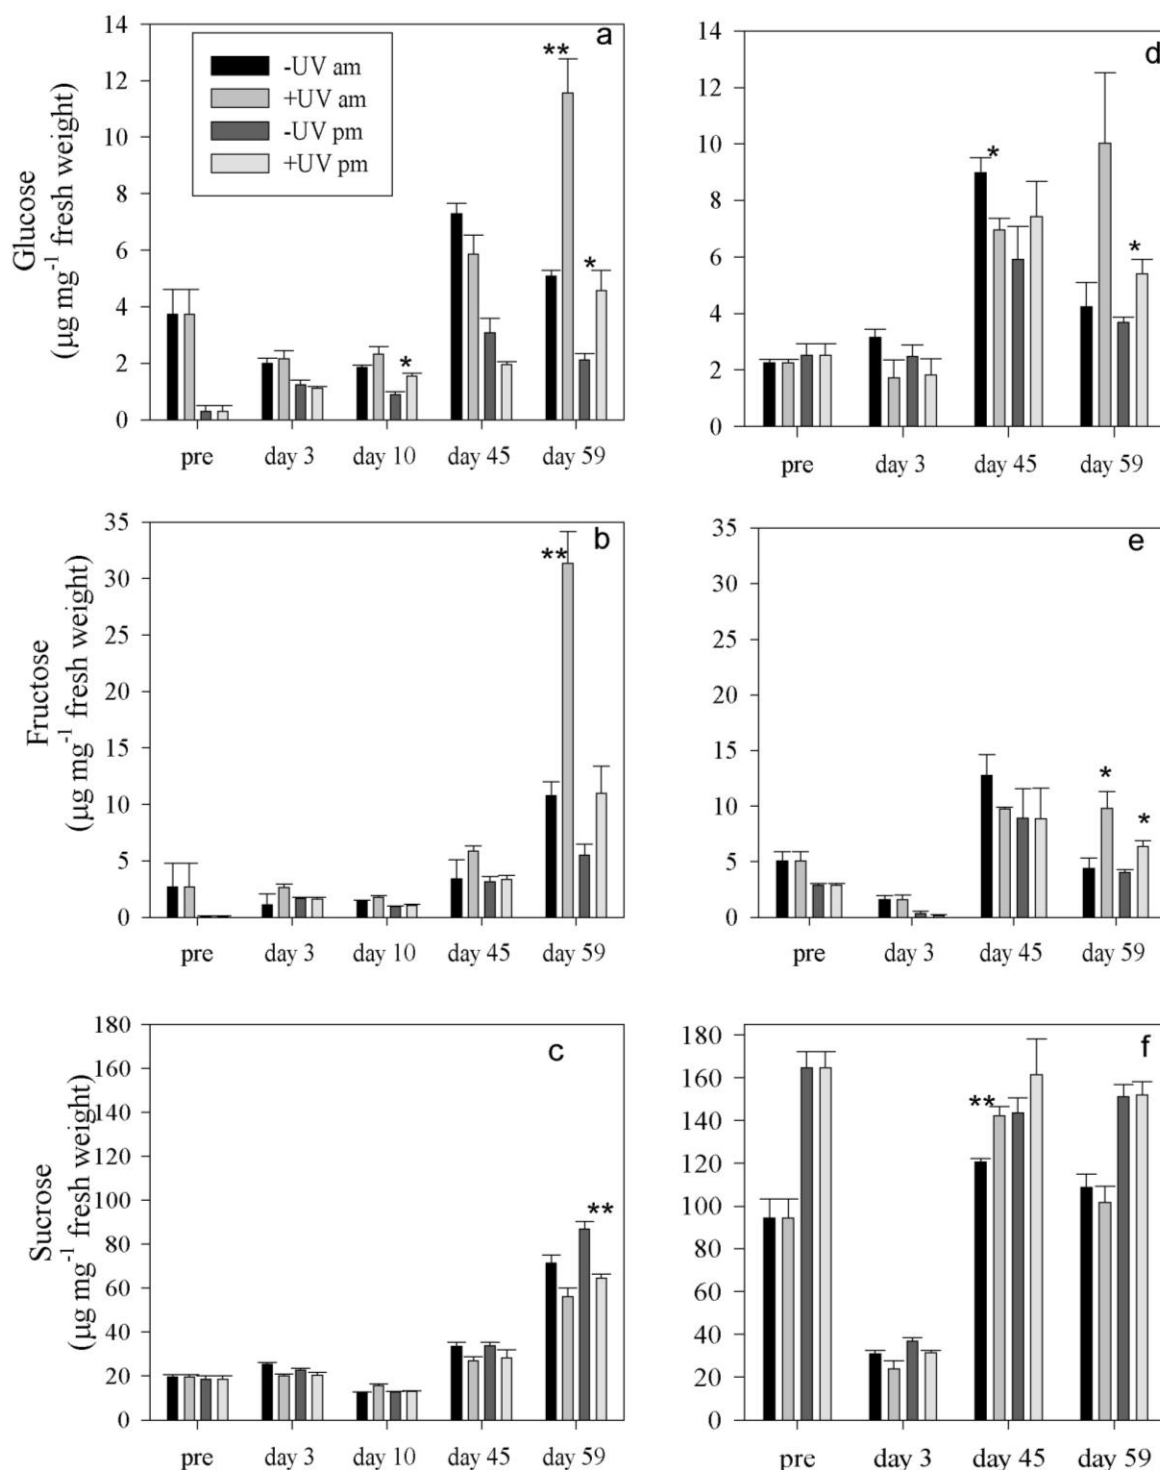 a
14
12
10
8
6
4
2
0
Glucose
(µg mg⁻¹ fresh weight)
-UV am
+UV am
-UV pm
+UV pm
*
**
*
pre day 3 day 10 day 45 day 59
d
14
12
10
8
6
4
2
0
*
*
pre day 3 day 45 day 59
b
35
30
25
20
15
10
5
0
Fructose
(µg mg⁻¹ fresh weight)
**
pre day 3 day 10 day 45 day 59
e
35
30
25
20
15
10
5
0
*
*
pre day 3 day 45 day 59
c
180
160
140
120
100
80
60
40
20
0
Sucrose
(µg mg⁻¹ fresh weight)
**
pre day 3 day 10 day 45 day 59
f
180
160
140
120
100
80
60
40
20
0
**
pre day 3 day 45 day 59